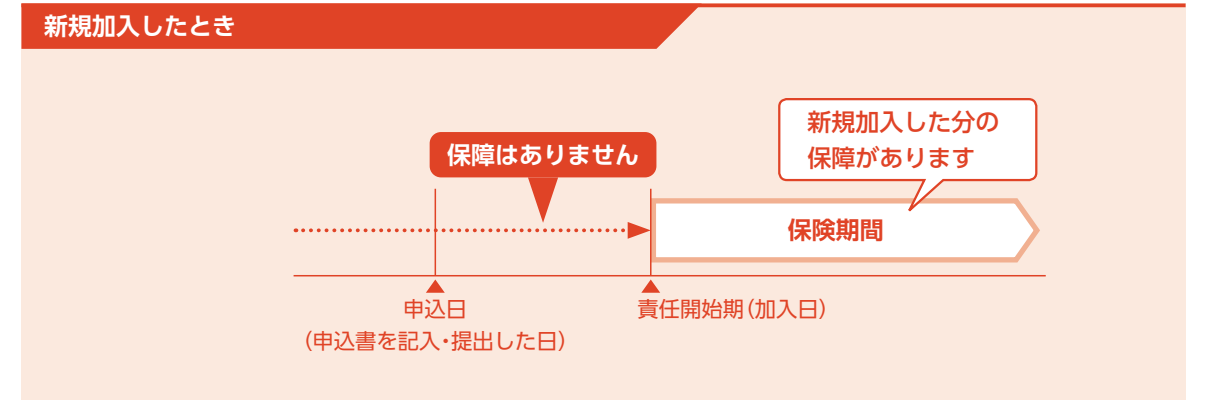 新規加入したとき
新規加入した分の
保障があります
保障はありません
保険期間
申込日
(申込書を記入・提出した日)
責任開始期(加入日)